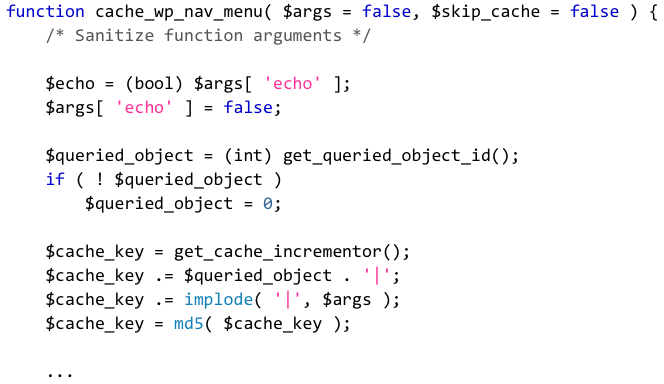 function cache_wp_nav_menu( $args = false, $skip_cache = false ) {
    /* Sanitize function arguments */

    $echo = (bool) $args[ 'echo' ];
    $args[ 'echo' ] = false;

    $queried_object = (int) get_queried_object_id();
    if ( ! $queried_object )
        $queried_object = 0;

    $cache_key = get_cache_incrementor();
    $cache_key .= $queried_object . '|';
    $cache_key .= implode( '|', $args );
    $cache_key = md5( $cache_key );

    ...